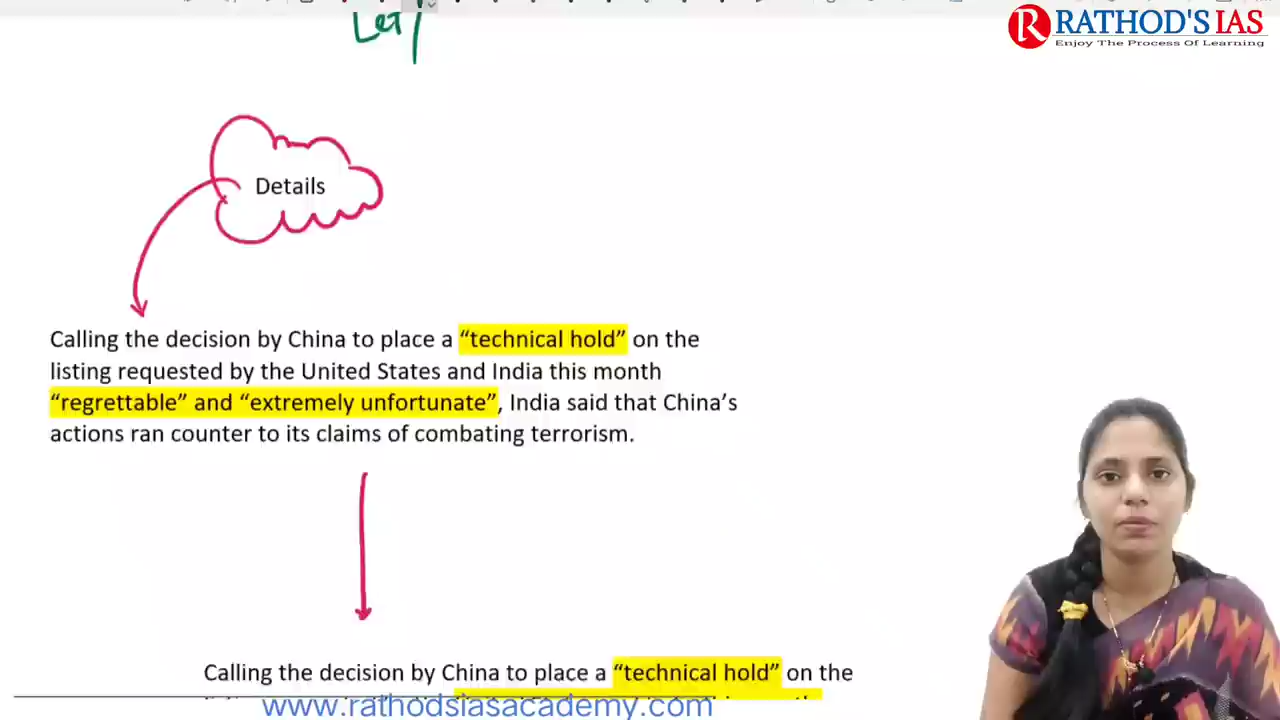 Let
RATHOD'S IAS
Enjoy The Process Of Learning
Details
Calling the decision by China to place a “technical hold” on the
listing requested by the United States and India this month
“regrettable” and “extremely unfortunate”, India said that China’s
actions ran counter to its claims of combating terrorism.
Calling the decision by China to place a “technical hold” on the
www.rathodsiasacademy.com